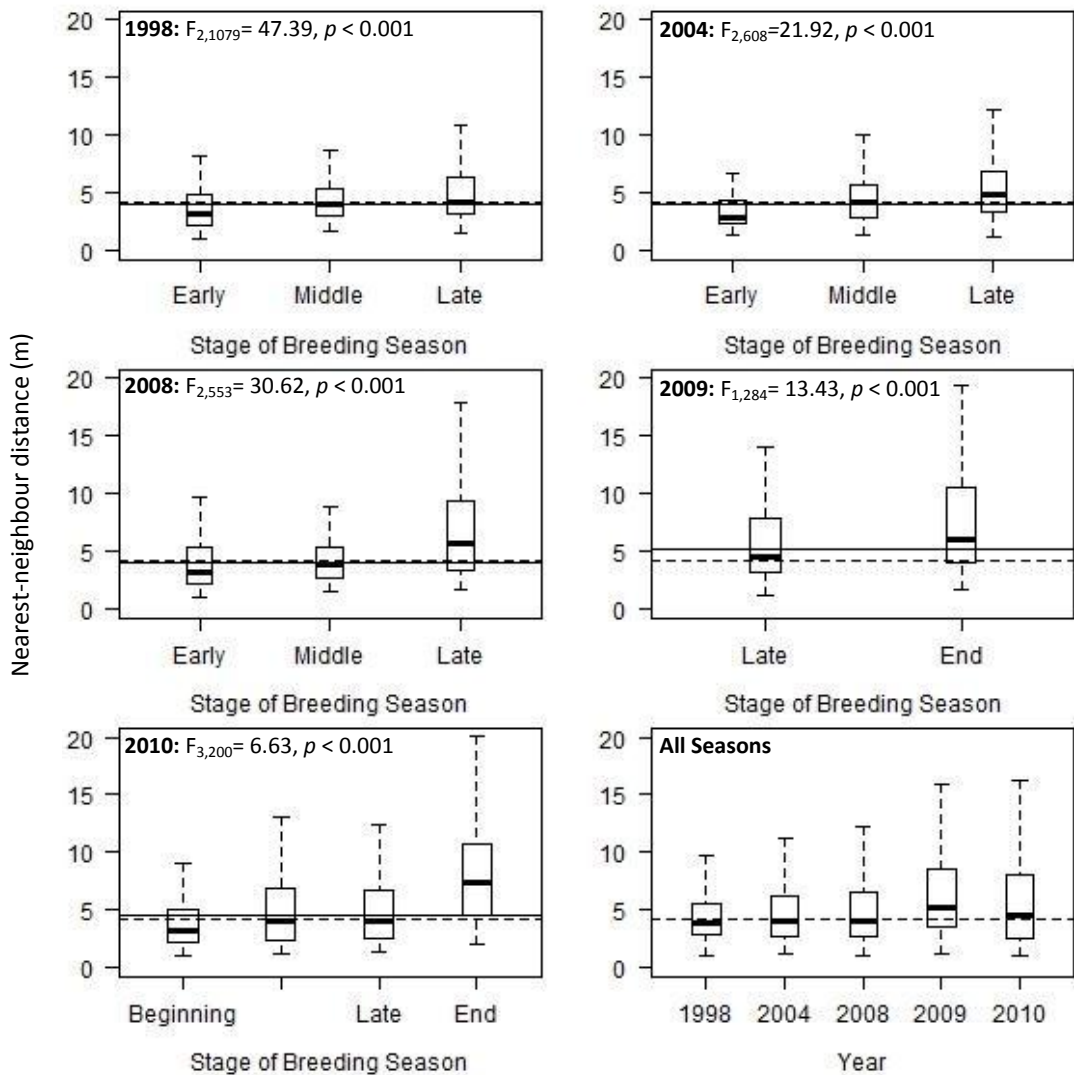 1998: F2,1079= 47.39, p < 0.001
20
15
10
5
0
Early Middle Late
Stage of Breeding Season
2004: F2,608=21.92, p < 0.001
20
15
10
5
0
Early Middle Late
Stage of Breeding Season
Nearest-neighbour distance (m)
2008: F2,553= 30.62, p < 0.001
20
15
10
5
0
Early Middle Late
Stage of Breeding Season
2009: F1,284= 13.43, p < 0.001
20
15
10
5
0
Late End
Stage of Breeding Season
2010: F3,200= 6.63, p < 0.001
20
15
10
5
0
Beginning Late End
Stage of Breeding Season
All Seasons
20
15
10
5
0
1998 2004 2008 2009 2010
Year